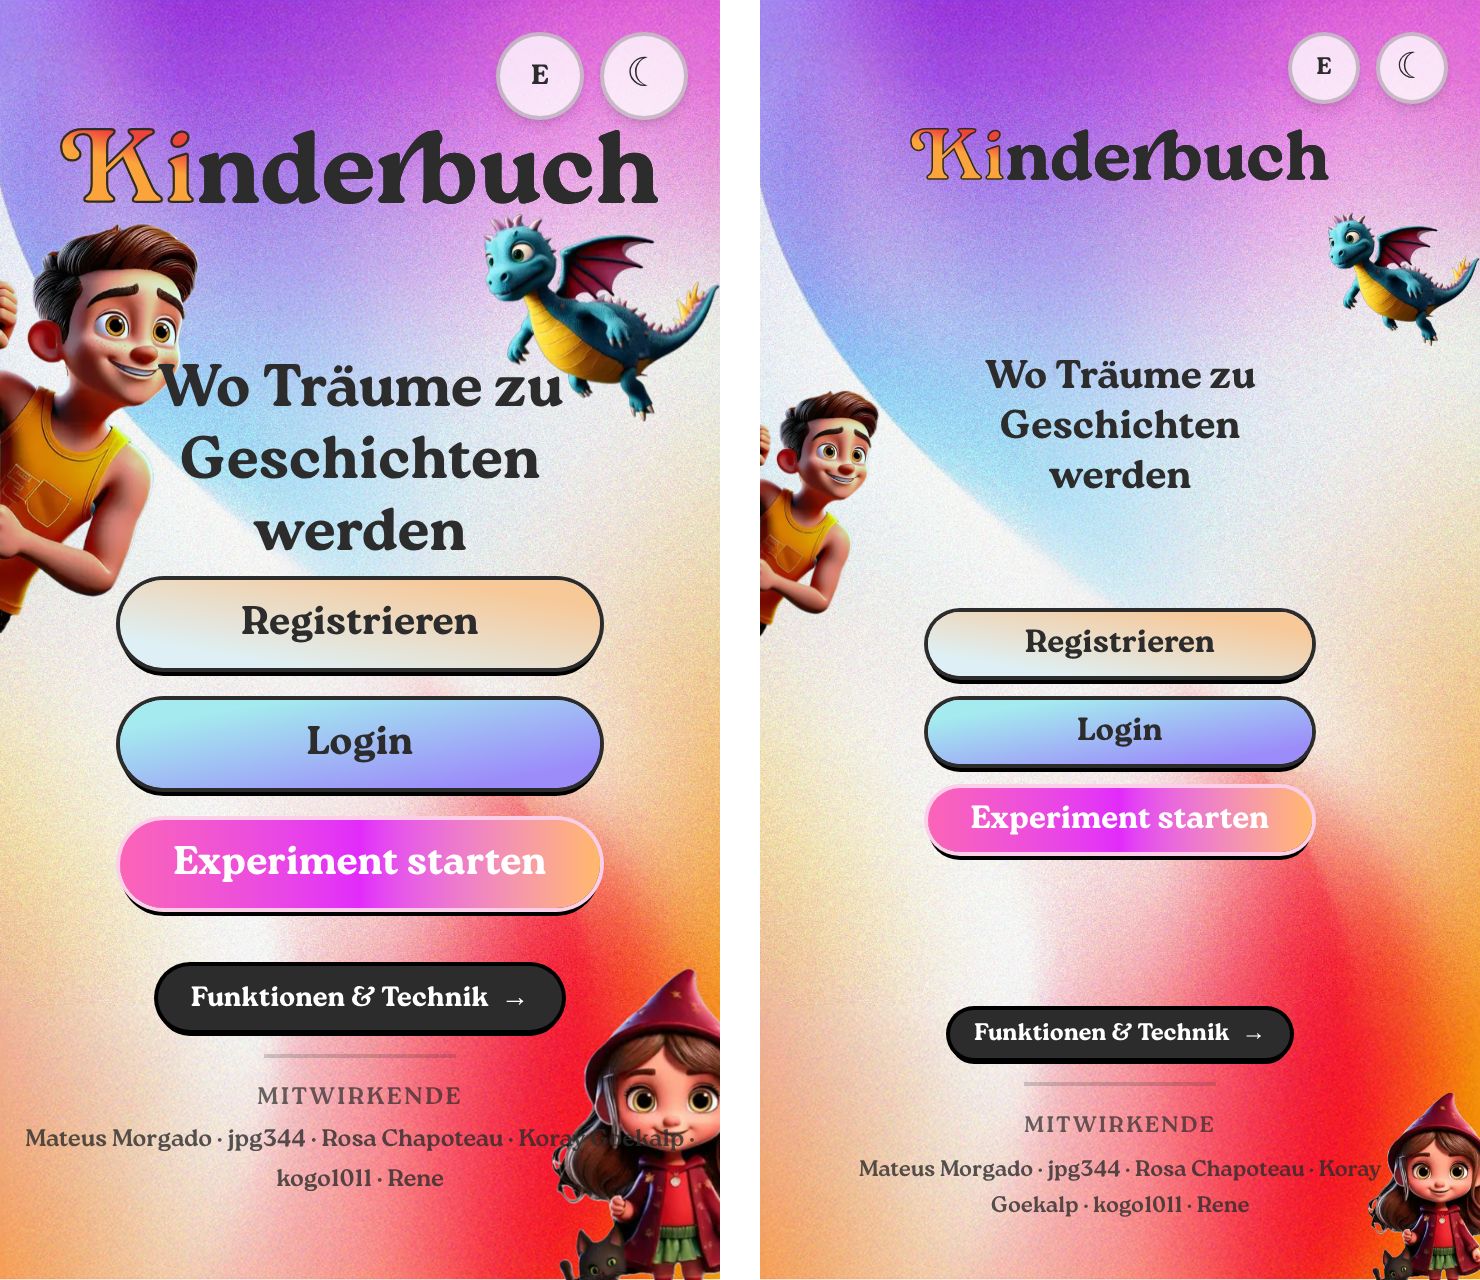 E ☾
Kinderbuch
Wo Träume zu
Geschichten
werden
Registrieren
Login
Experiment starten
Funktionen & Technik →
MITWIRKENDE
Mateus Morgado · jpg344 · Rosa Chapoteau · Koray Goekalp ·
kogo1011 · Rene
E ☾
Kinderbuch
Wo Träume zu
Geschichten
werden
Registrieren
Login
Experiment starten
Funktionen & Technik →
MITWIRKENDE
Mateus Morgado · jpg344 · Rosa Chapoteau · Koray
Goekalp · kogo1011 · Rene